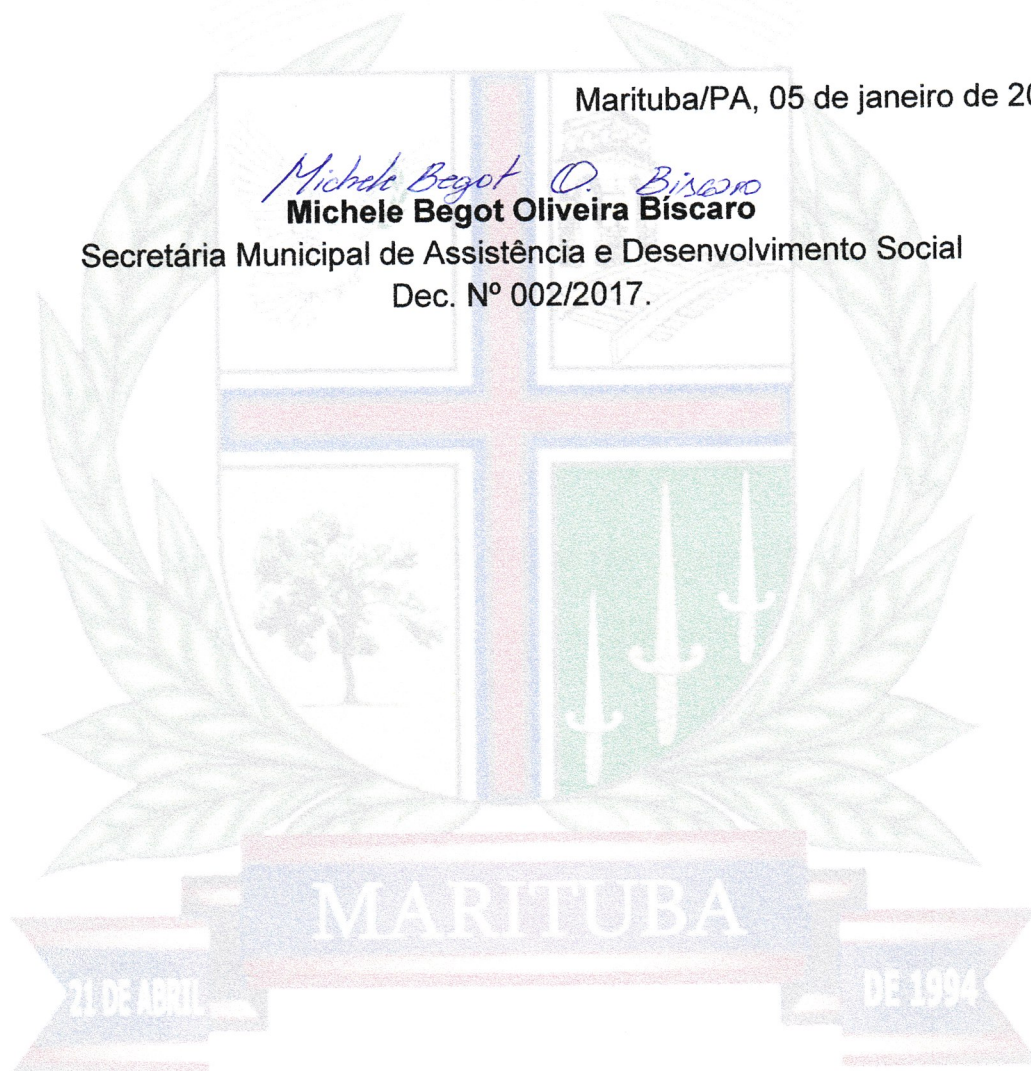 Marituba/PA, 05 de janeiro de 20
Michele Begot O. Biscaro
Michele Begot Oliveira Bíscaro
Secretária Municipal de Assistência e Desenvolvimento Social
Dec. Nº 002/2017.
MARITUBA
21 DE ABRIL
DE 1994